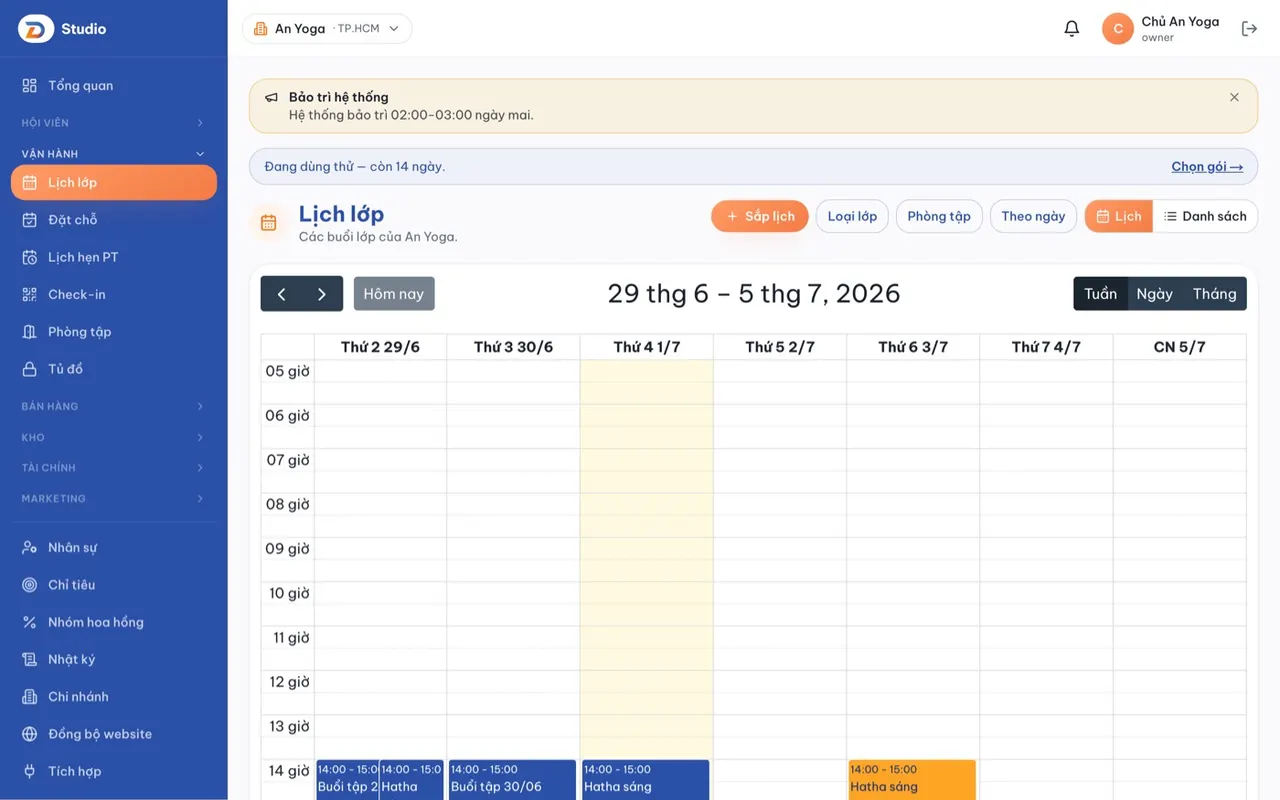 Studio
An Yoga · TP.HCM
Chủ An Yoga
C
owner
Tổng quan
HỘI VIÊN
VẬN HÀNH
Lịch lớp
Đặt chỗ
Lịch hẹn PT
Check-in
Phòng tập
Tủ đồ
BÁN HÀNG
KHO
TÀI CHÍNH
MARKETING
Nhân sự
Chỉ tiêu
Nhóm hoa hồng
Nhật ký
Chi nhánh
Đồng bộ website
Tích hợp
Bảo trì hệ thống
Hệ thống bảo trì 02:00-03:00 ngày mai.
Đang dùng thử — còn 14 ngày.
Chọn gói →
Lịch lớp
Các buổi lớp của An Yoga.
+ Sắp lịch
Loại lớp
Phòng tập
Theo ngày
Lịch
Danh sách
Hôm nay
29 thg 6 – 5 thg 7, 2026
Tuần Ngày Tháng
Thứ 2 29/6 Thứ 3 30/6 Thứ 4 1/7 Thứ 5 2/7 Thứ 6 3/7 Thứ 7 4/7 CN 5/7
05 giờ
06 giờ
07 giờ
08 giờ
09 giờ
10 giờ
11 giờ
12 giờ
13 giờ
14 giờ
14:00 - 15:0
Buổi tập 2
14:00 - 15:0
Hatha
14:00 - 15:00
Buổi tập 30/06
14:00 - 15:00
Hatha sáng
14:00 - 15:00
Hatha sáng